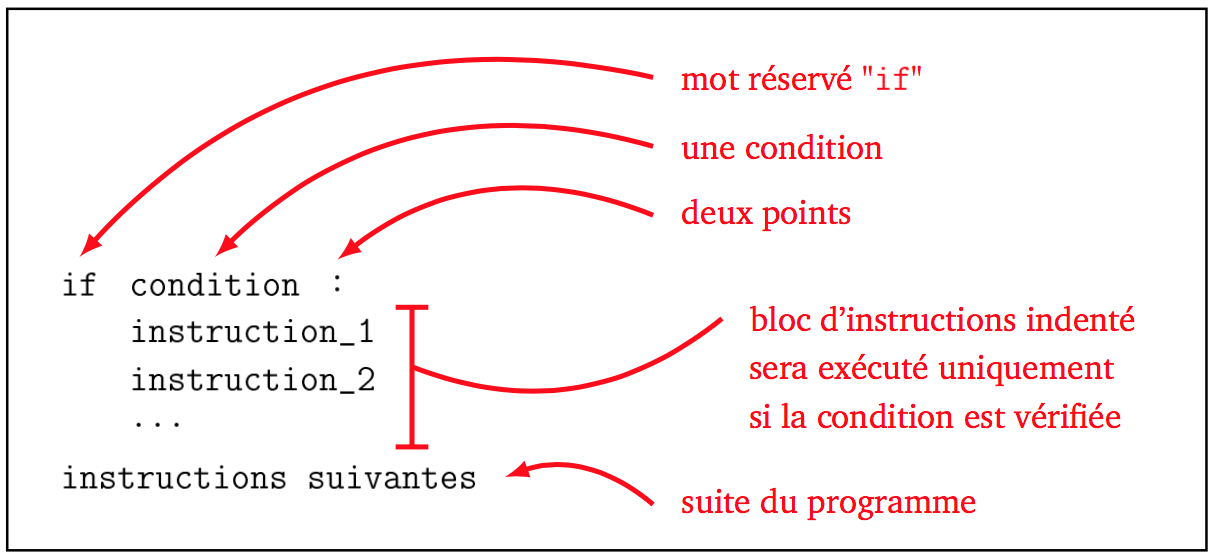 mot réservé "if"
une condition
deux points
if condition :
instruction_1
instruction_2
...
bloc d’instructions indenté
sera exécuté uniquement
si la condition est vérifiée
instructions suivantes
suite du programme